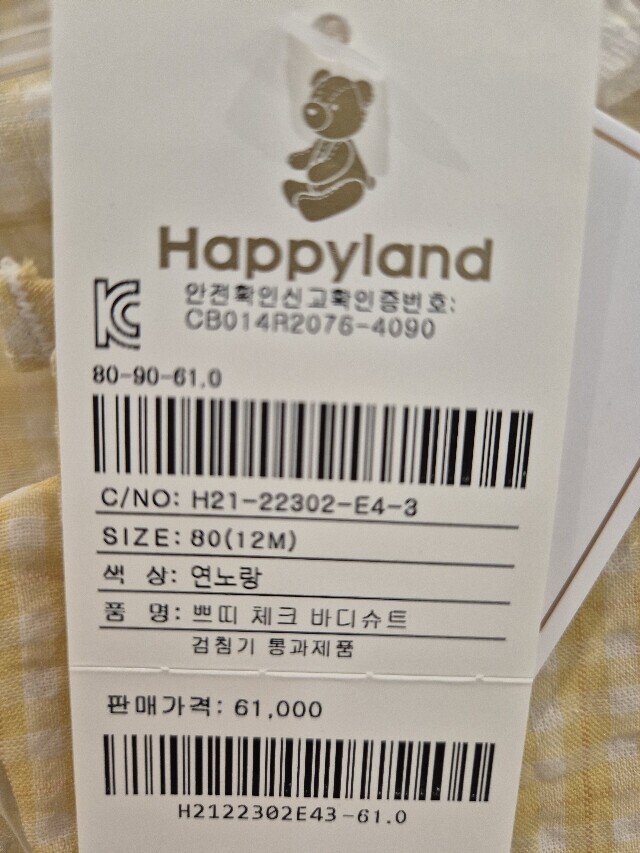 Happyland
안전확인신고확인증번호:
CB014R2076-4090
80-90-61.0
C/NO: H21-22302-E4-3
SIZE: 80(12M)
색 상: 연노랑
품 명: 쁘띠 체크 바디슈트
검침기 통과제품
판매가격: 61,000
H2122302E43-61.0